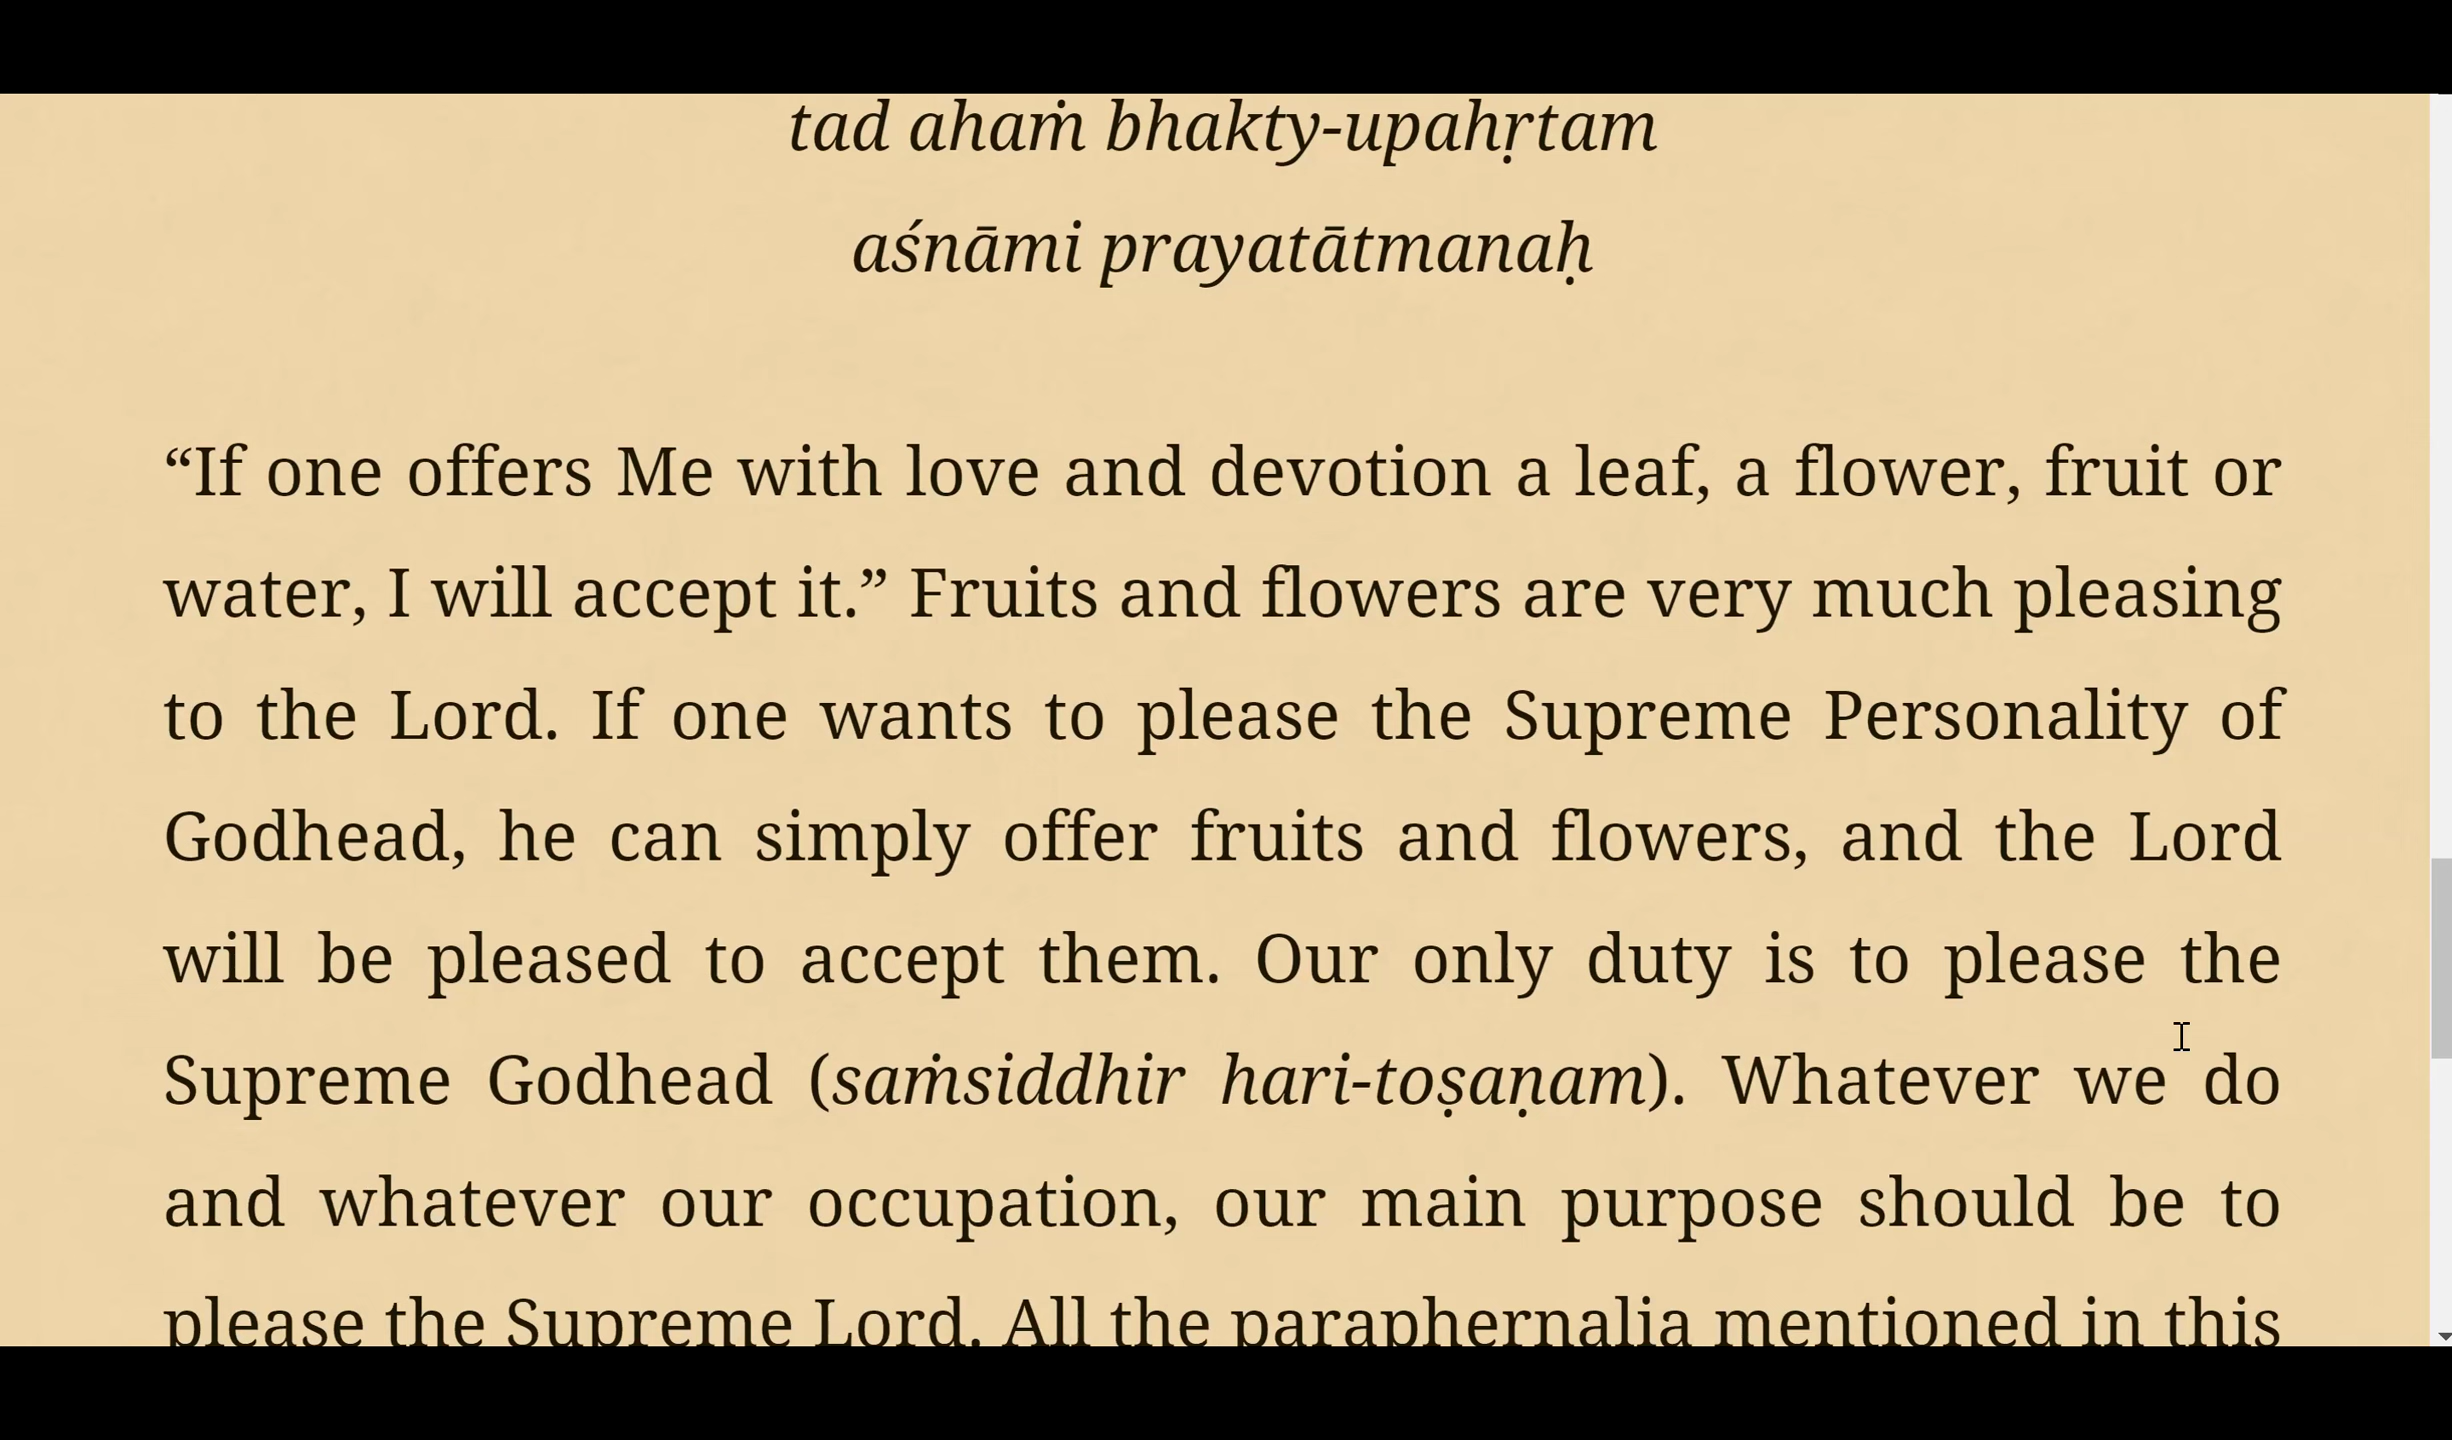 tad ahaṁ bhakty-upahṛtam
aśnāmi prayatātmanaḥ
“If one offers Me with love and devotion a leaf, a flower, fruit or
water, I will accept it.” Fruits and flowers are very much pleasing
to the Lord. If one wants to please the Supreme Personality of
Godhead, he can simply offer fruits and flowers, and the Lord
will be pleased to accept them. Our only duty is to please the
Supreme Godhead (saṁsiddhir hari-toṣaṇam). Whatever we do
and whatever our occupation, our main purpose should be to
please the Supreme Lord. All the paraphernalia mentioned in this